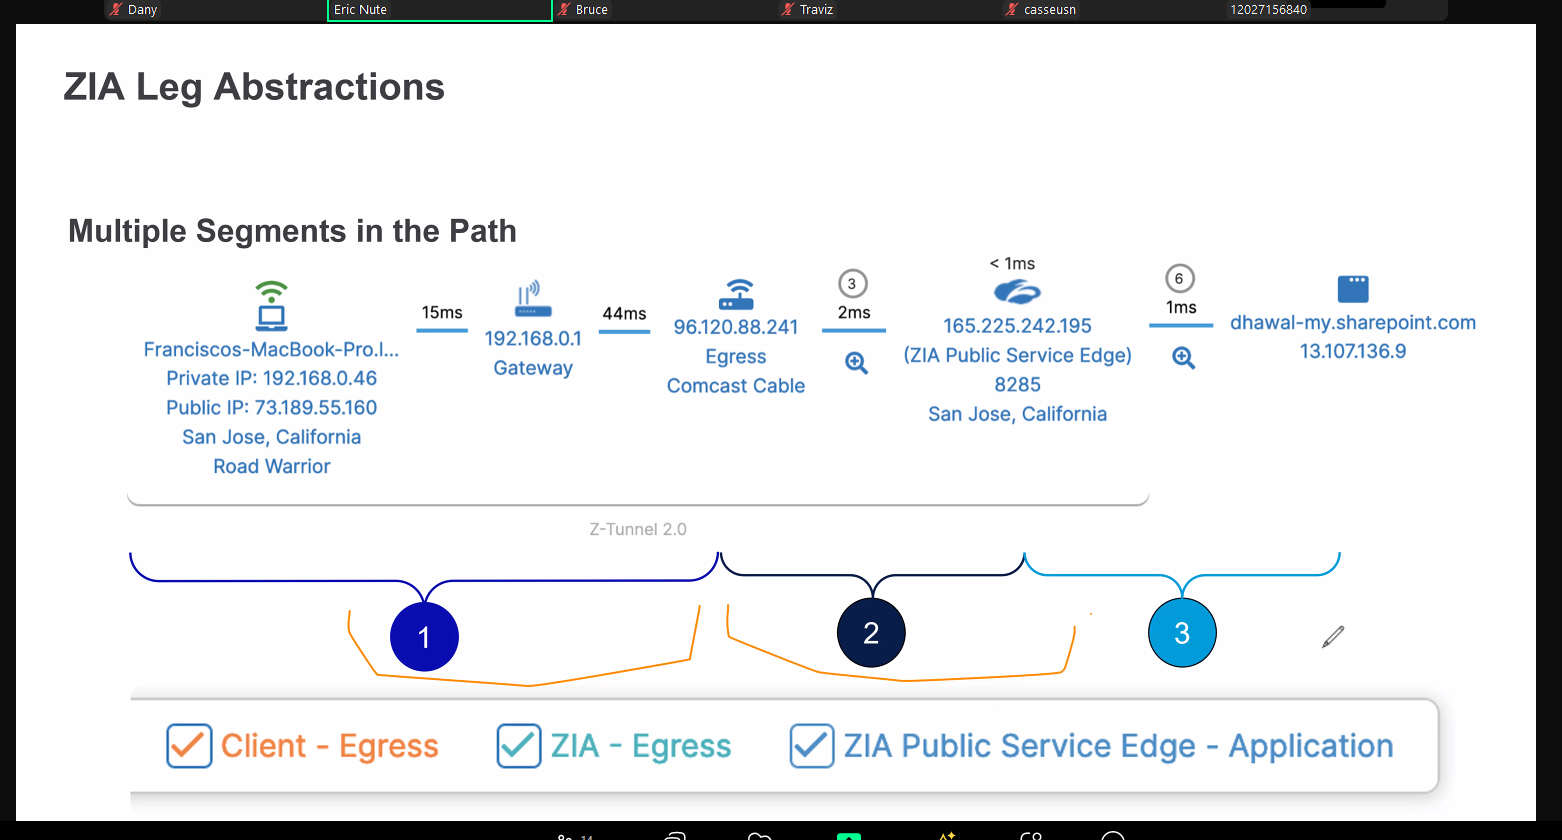 Dany
Eric Nute
Bruce
Traviz
casseusn
12027156840
ZIA Leg Abstractions
Multiple Segments in the Path
Franciscos-MacBook-Pro.l...
Private IP: 192.168.0.46
Public IP: 73.189.55.160
San Jose, California
Road Warrior
15ms
192.168.0.1
Gateway
44ms
96.120.88.241
Egress
Comcast Cable
3
2ms
< 1ms
165.225.242.195
(ZIA Public Service Edge)
8285
San Jose, California
6
1ms
dhawal-my.sharepoint.com
13.107.136.9
Z-Tunnel 2.0
1
2
3
Client - Egress
ZIA - Egress
ZIA Public Service Edge - Application